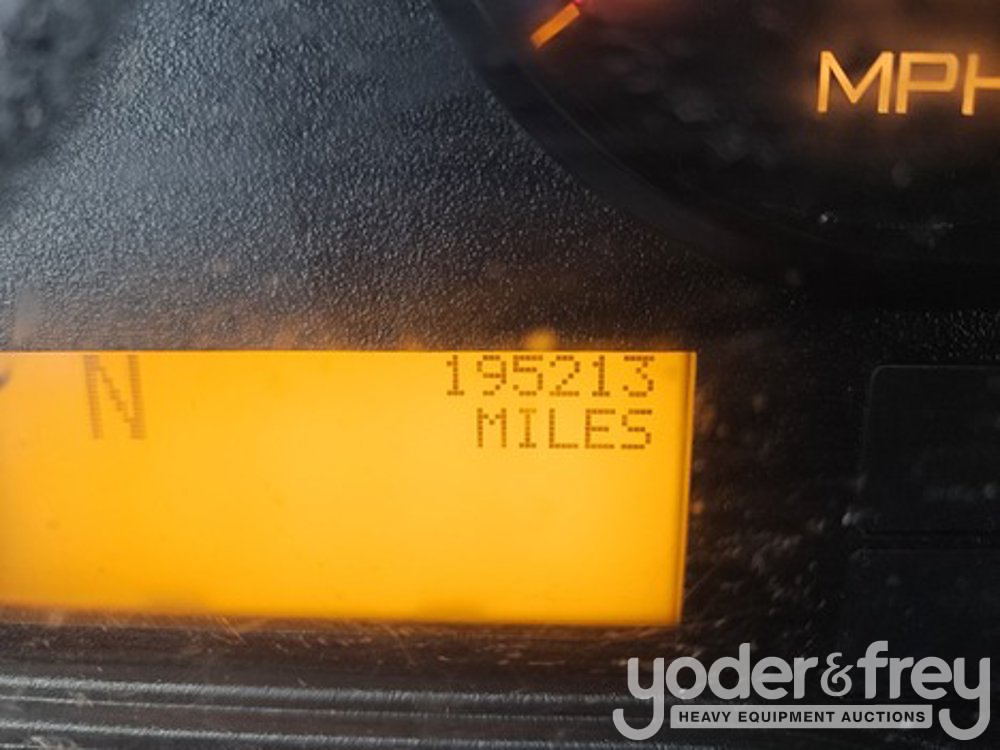 MPH
N 195213
MILES
yoder&frey
HEAVY EQUIPMENT AUCTIONS